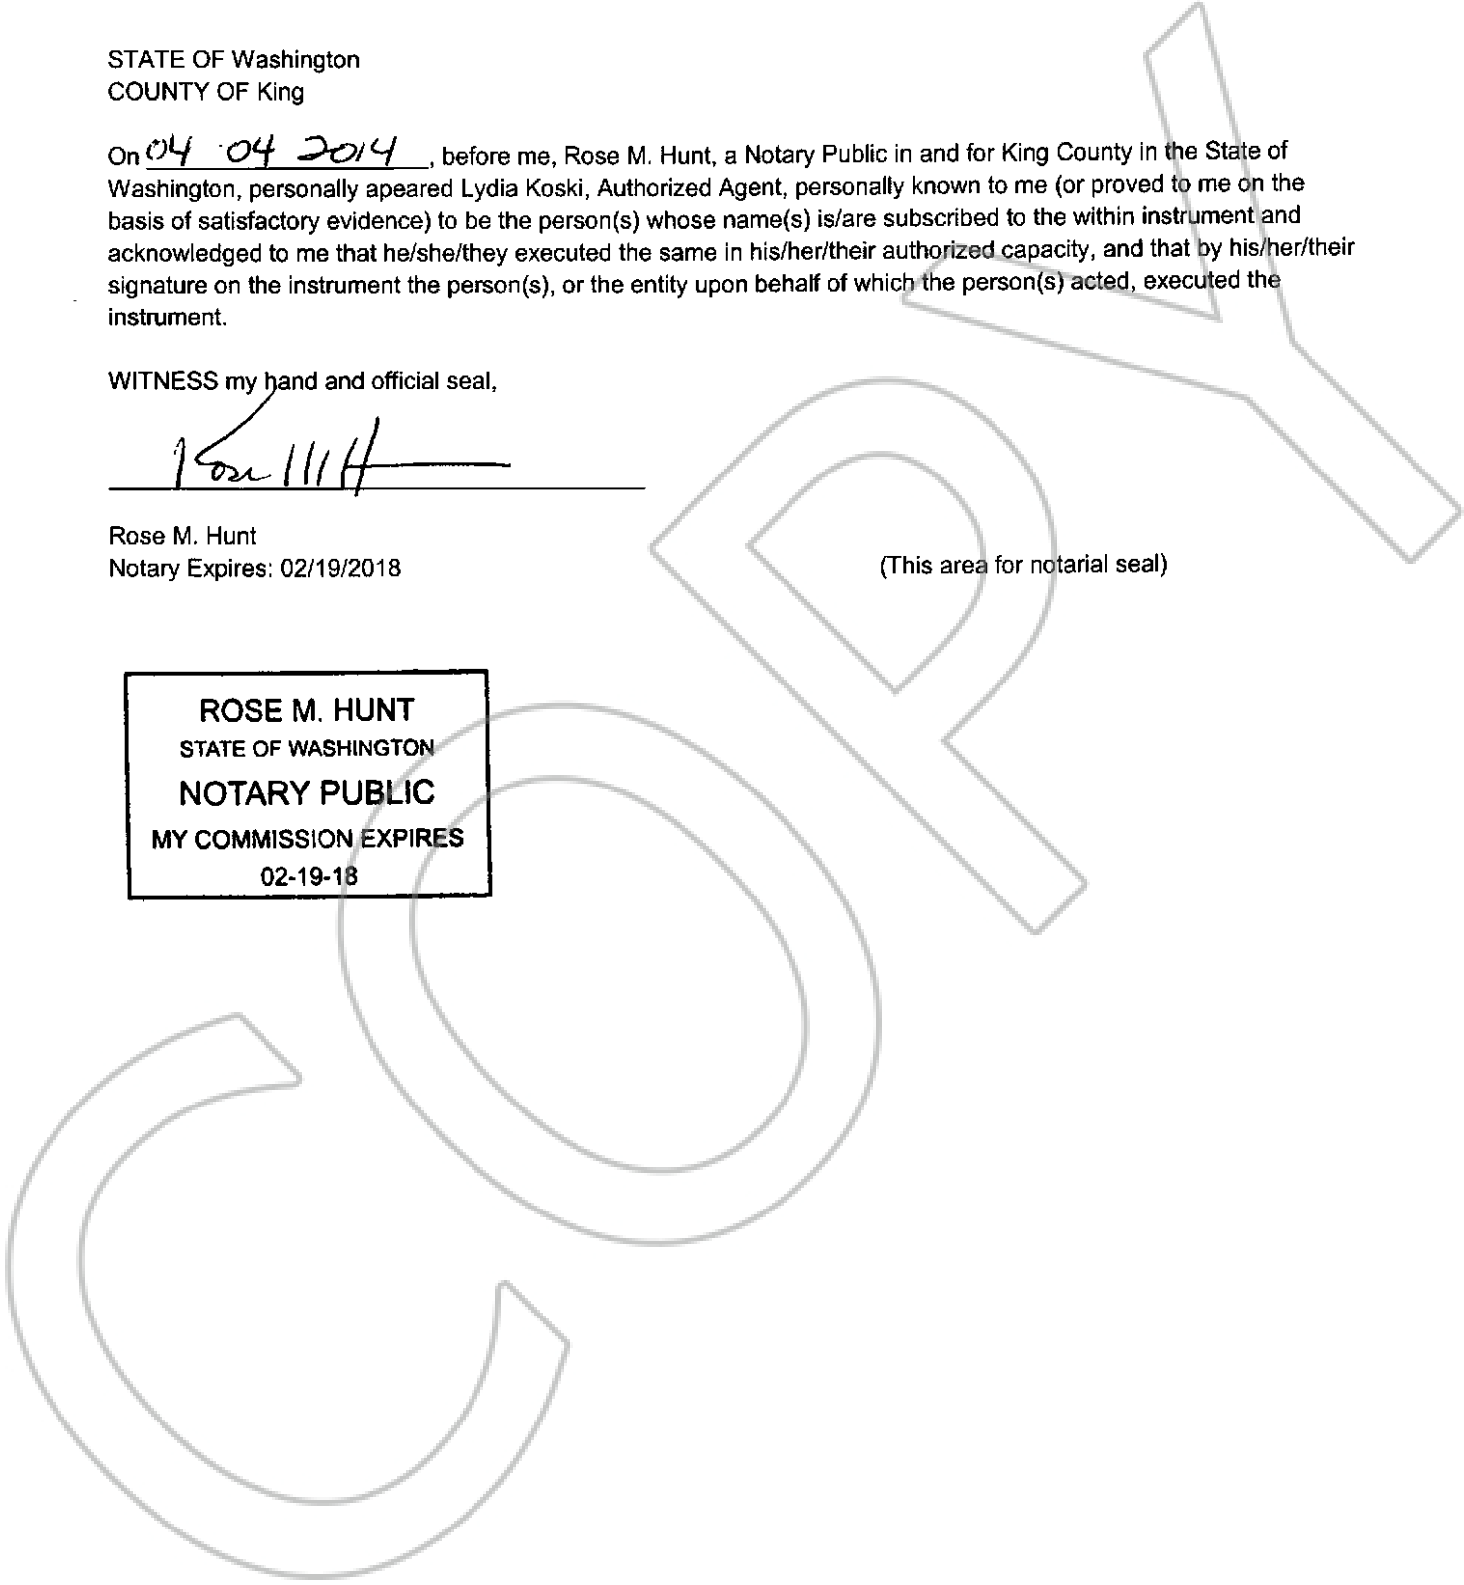 STATE OF Washington
COUNTY OF King
On 04 04 2014, before me, Rose M. Hunt, a Notary Public in and for King County in the State of
Washington, personally apeared Lydia Koski, Authorized Agent, personally known to me (or proved to me on the
basis of satisfactory evidence) to be the person(s) whose name(s) is/are subscribed to the within instrument and
acknowledged to me that he/she/they executed the same in his/her/their authorized capacity, and that by his/her/their
signature on the instrument the person(s), or the entity upon behalf of which the person(s) acted, executed the
instrument.
WITNESS my hand and official seal,
Rose M H
Rose M. Hunt
Notary Expires: 02/19/2018
(This area for notarial seal)
ROSE M. HUNT
STATE OF WASHINGTON
NOTARY PUBLIC
MY COMMISSION EXPIRES
02-19-18
COPY